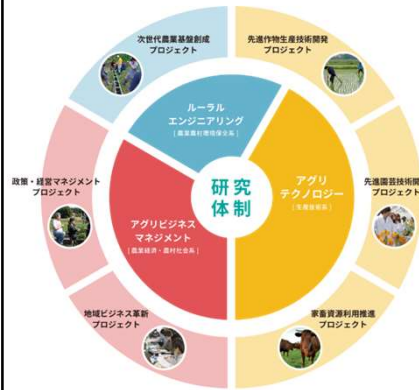 次世代農業基盤創成
プロジェクト
先進作物生産技術開発
プロジェクト
ルーラル
エンジニアリング
[農業農村環境保全系]
政策・経営マネジメント
プロジェクト
研究
体制
アグリ
テクノロジー
[生産技術系]
先進園芸技術開
プロジェクト
アグリビジネス
マネジメント
[農業経済・農村社会系]
地域ビジネス革新
プロジェクト
家畜資源利用推進
プロジェクト